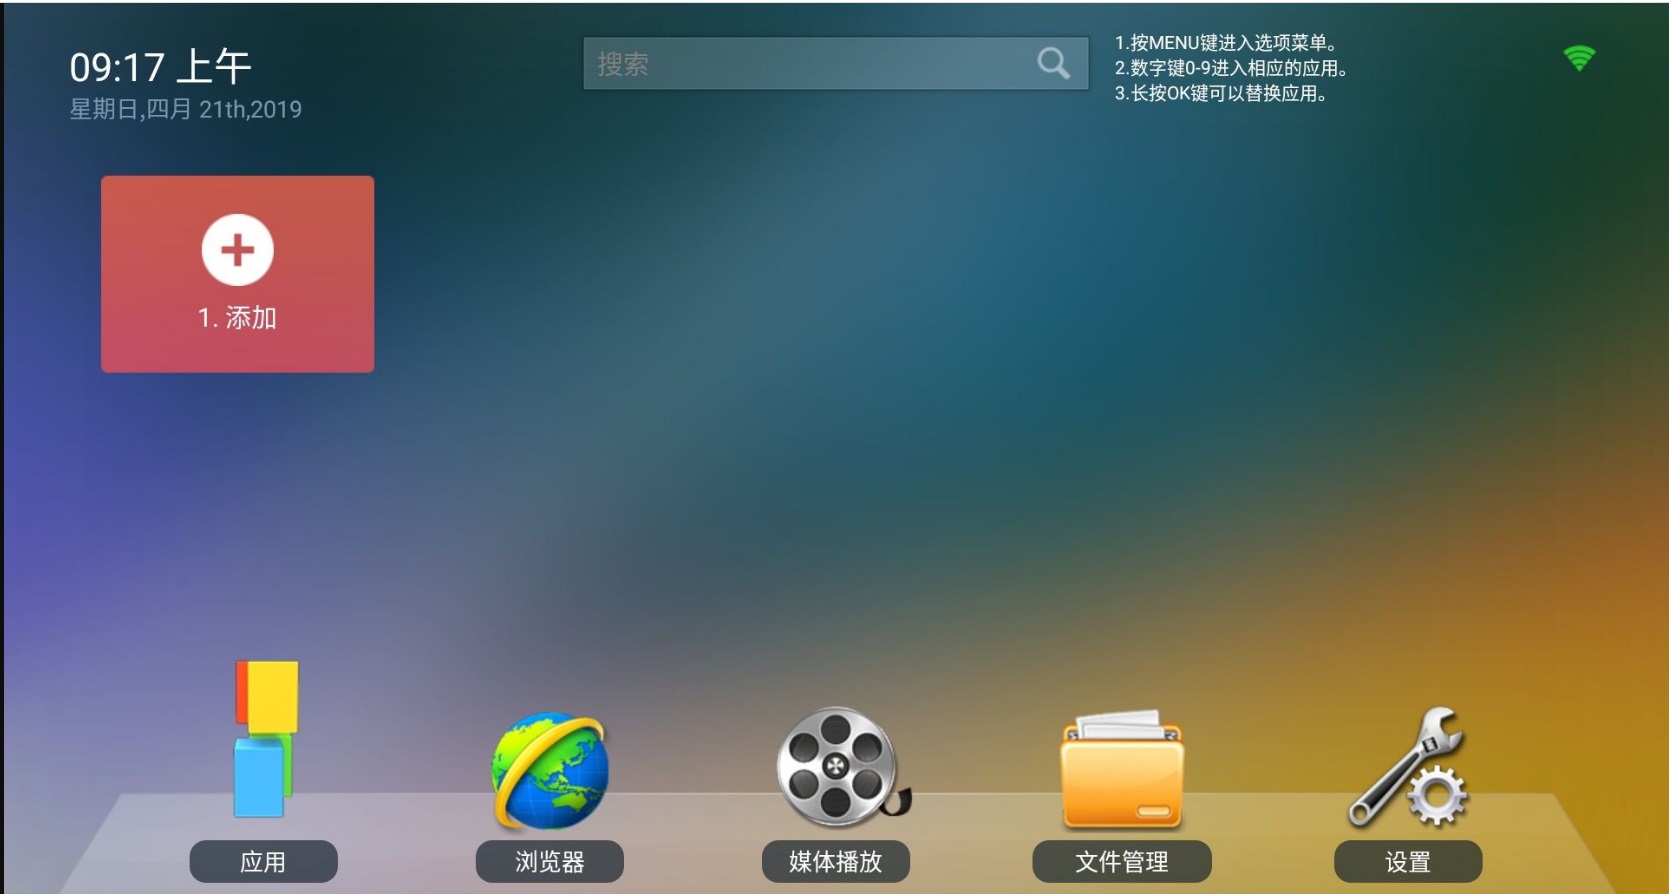 09:17 上午
星期日,四月 21th,2019
搜索
1.按MENU键进入选项菜单。
2.数字键0-9进入相应的应用。
3.长按OK键可以替换应用。
1. 添加
应用
浏览器
媒体播放
文件管理
设置